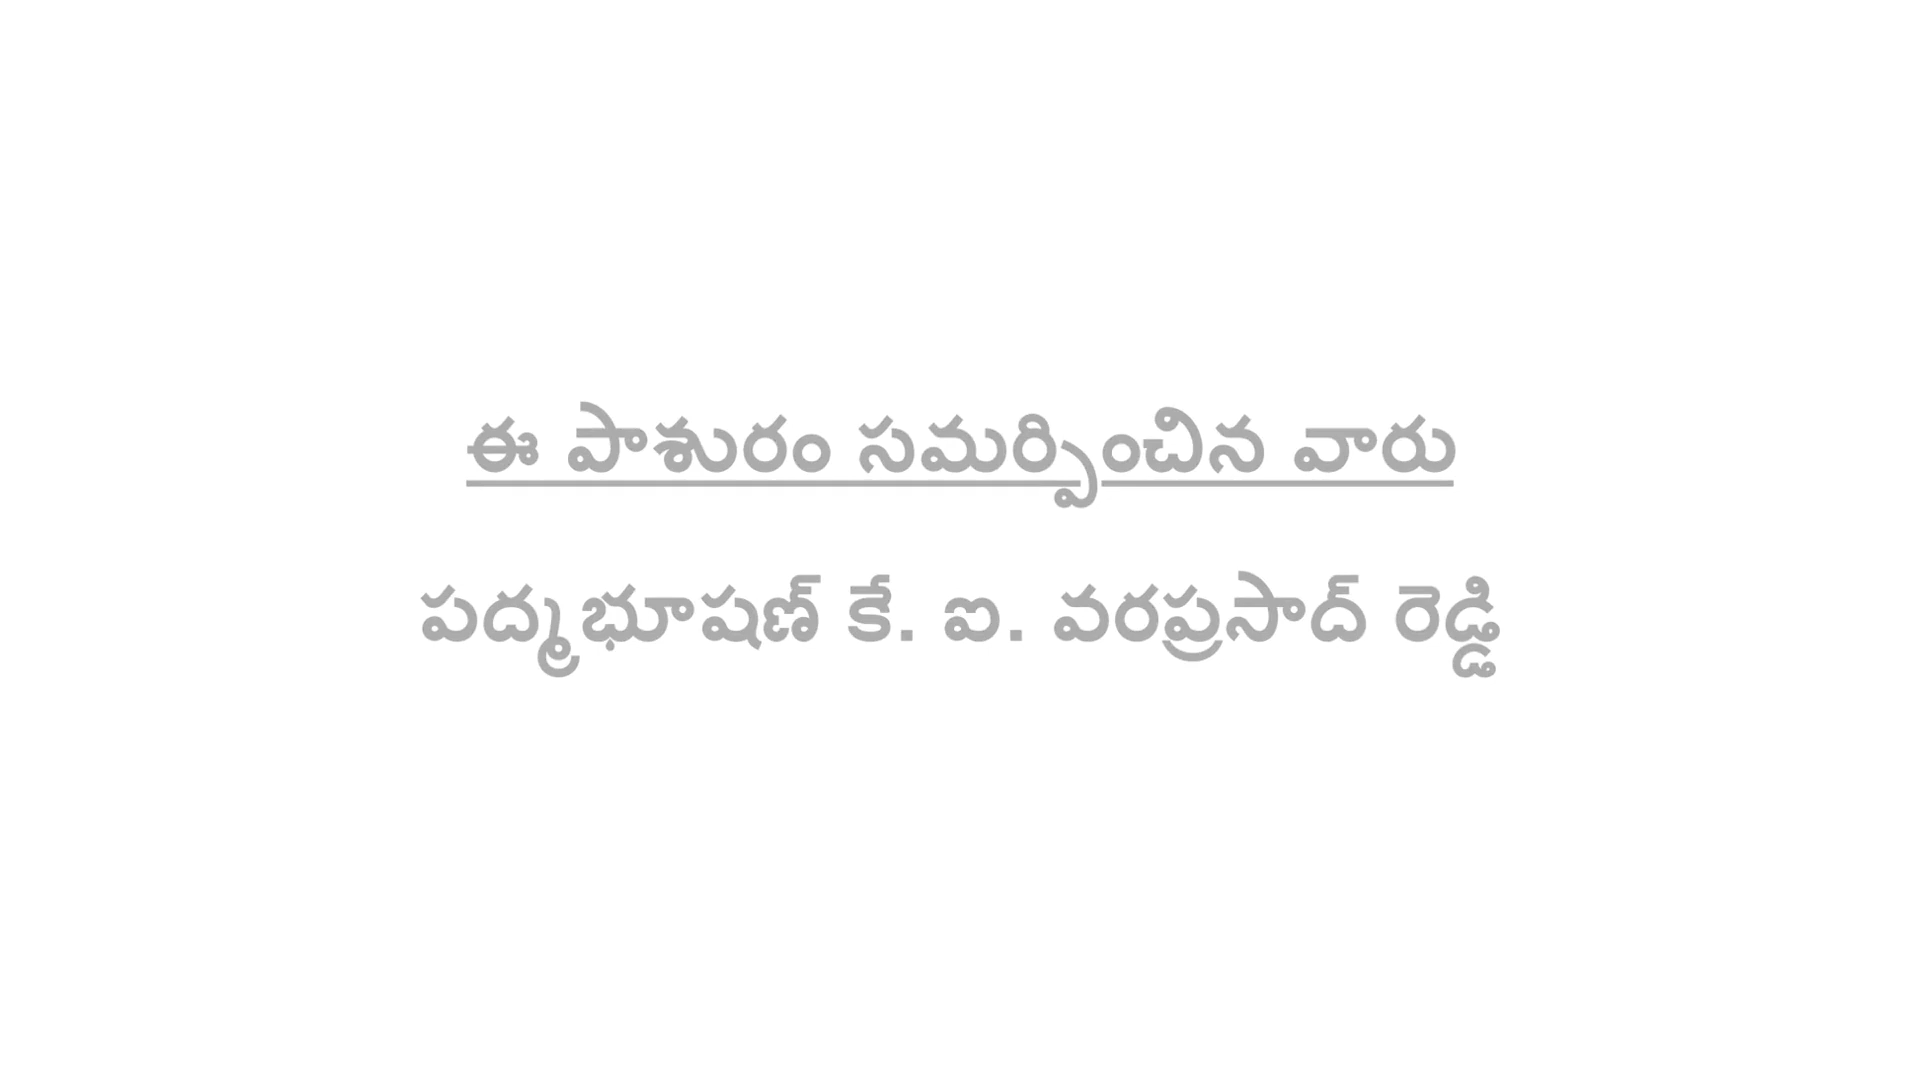 ఈ పాశురం సమర్పించిన వారు
పద్మభూషణ్ కే. ఐ. వరప్రసాద్ రెడ్డి